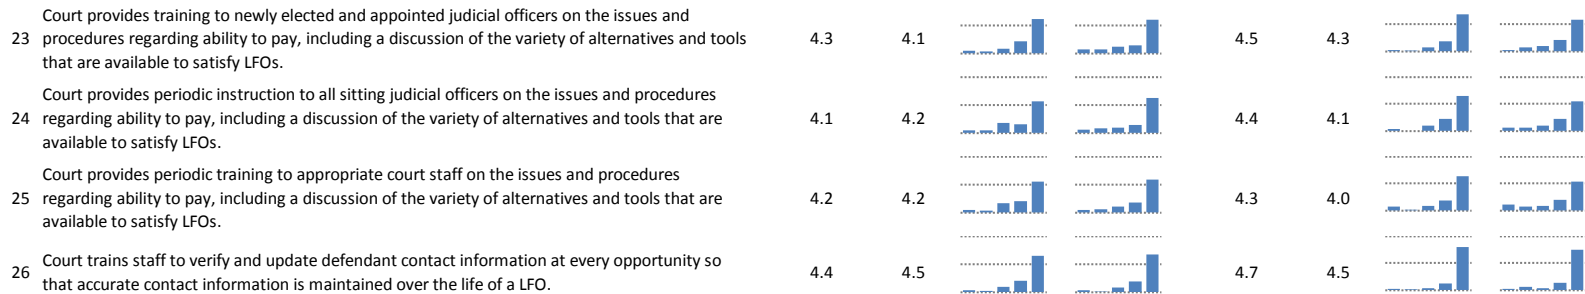 Court provides training to newly elected and appointed judicial officers on the issues and
23 procedures regarding ability to pay, including a discussion of the variety of alternatives and tools 4.3 4.1 4.5 4.3
that are available to satisfy LFOs.
Court provides periodic instruction to all sitting judicial officers on the issues and procedures
24 regarding ability to pay, including a discussion of the variety of alternatives and tools that are 4.1 4.2 4.4 4.1
available to satisfy LFOs.
Court provides periodic training to appropriate court staff on the issues and procedures
25 regarding ability to pay, including a discussion of the variety of alternatives and tools that are 4.2 4.2 4.3 4.0
available to satisfy LFOs.
Court trains staff to verify and update defendant contact information at every opportunity so
26 that accurate contact information is maintained over the life of a LFO. 4.4 4.5 4.7 4.5